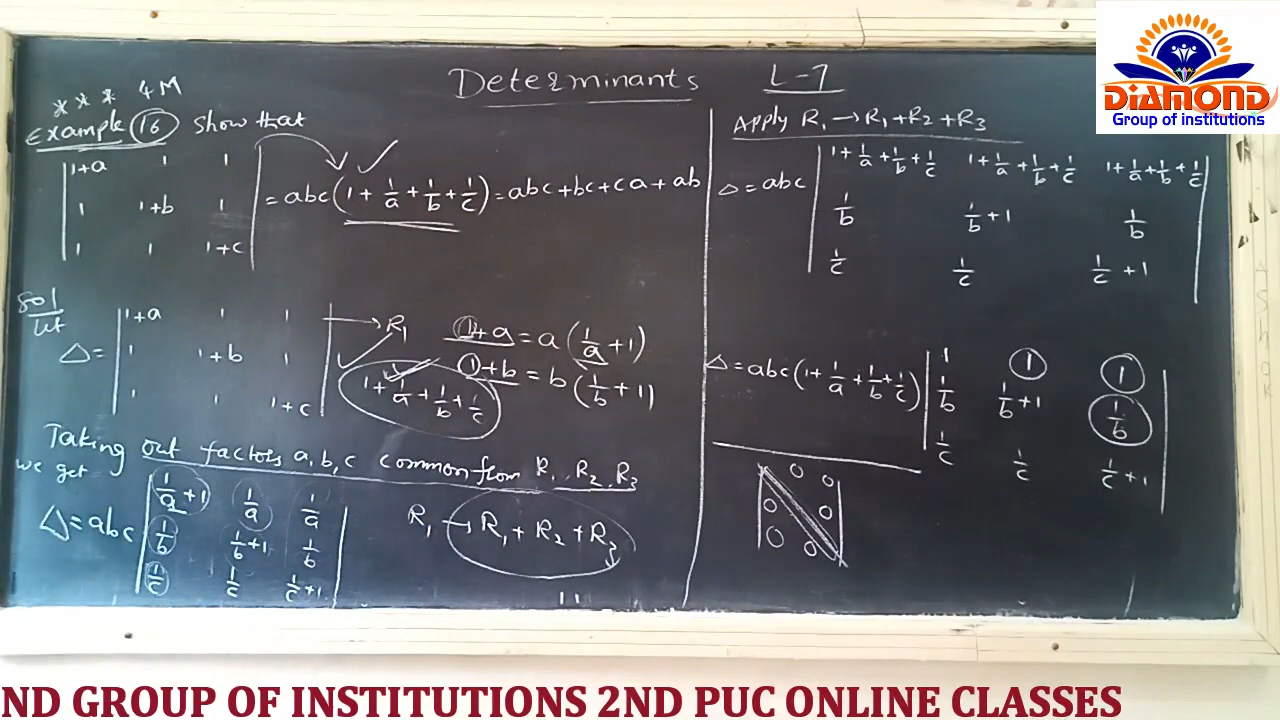 Determinants L-7
DiAMOND
Group of institutions
* * * 4M
Example 16 Show that
| 1+a 1 1 |
| 1 1+b 1 | = abc (1 + 1/a + 1/b + 1/c) = abc + bc + ca + ab
| 1 1 1+c |
Sol
let
| 1+a 1 1 | → R₁
Δ = | 1 1+b 1 |
| 1 1 1+c |
1+a = a (1/a + 1)
1+b = b (1/b + 1)
1 + 1/a + 1/b + 1/c
Taking out factors a, b, c common from R₁, R₂, R₃
we get
| 1/a + 1 1/a 1/a |
Δ = abc | 1/b 1/b + 1 1/b |
| 1/c 1/c 1/c + 1 |
R₁ → R₁ + R₂ + R₃
Apply R₁ → R₁ + R₂ + R₃
| 1 + 1/a + 1/b + 1/c 1 + 1/a + 1/b + 1/c 1 + 1/a + 1/b + 1/c |
Δ = abc | 1/b 1/b + 1 1/b |
| 1/c 1/c 1/c + 1 |
| 1 1 1 |
Δ = abc (1 + 1/a + 1/b + 1/c) | 1/b 1/b + 1 1/b |
| 1/c 1/c 1/c + 1 |
0 0
0 0
0 0
ND GROUP OF INSTITUTIONS 2ND PUC ONLINE CLASSES